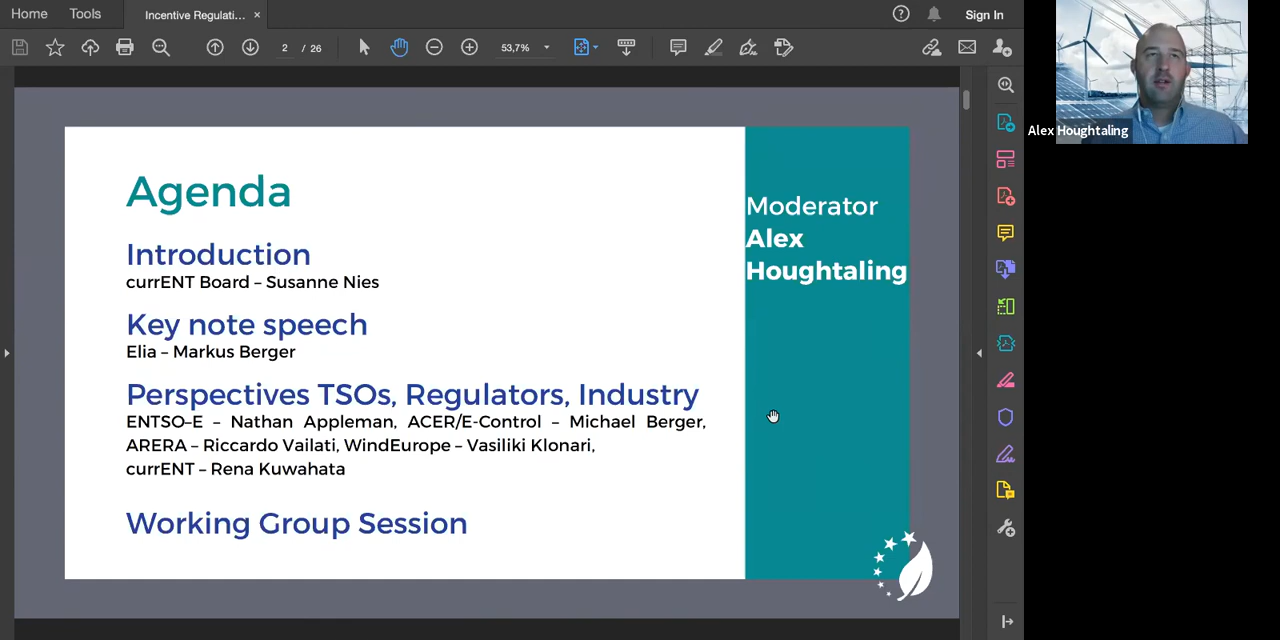 Home
Tools
Incentive Regulati...
×
Sign In
2 / 26
53,7%
Alex Houghtaling
Agenda
Introduction
currENT Board – Susanne Nies
Key note speech
Elia – Markus Berger
Perspectives TSOs, Regulators, Industry
ENTSO-E – Nathan Appleman, ACER/E-Control – Michael Berger,
ARERA – Riccardo Vailati, WindEurope – Vasiliki Klonari,
currENT – Rena Kuwahata
Working Group Session
Moderator
Alex
Houghtaling